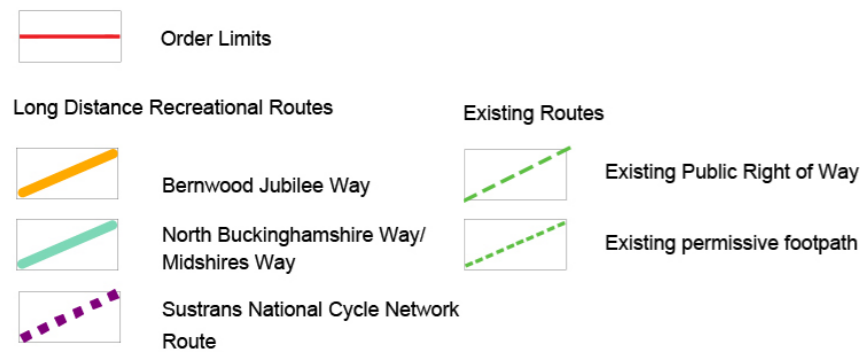 Order Limits
Long Distance Recreational Routes
Bernwood Jubilee Way
North Buckinghamshire Way/
Midshires Way
Sustrans National Cycle Network
Route
Existing Routes
Existing Public Right of Way
Existing permissive footpath